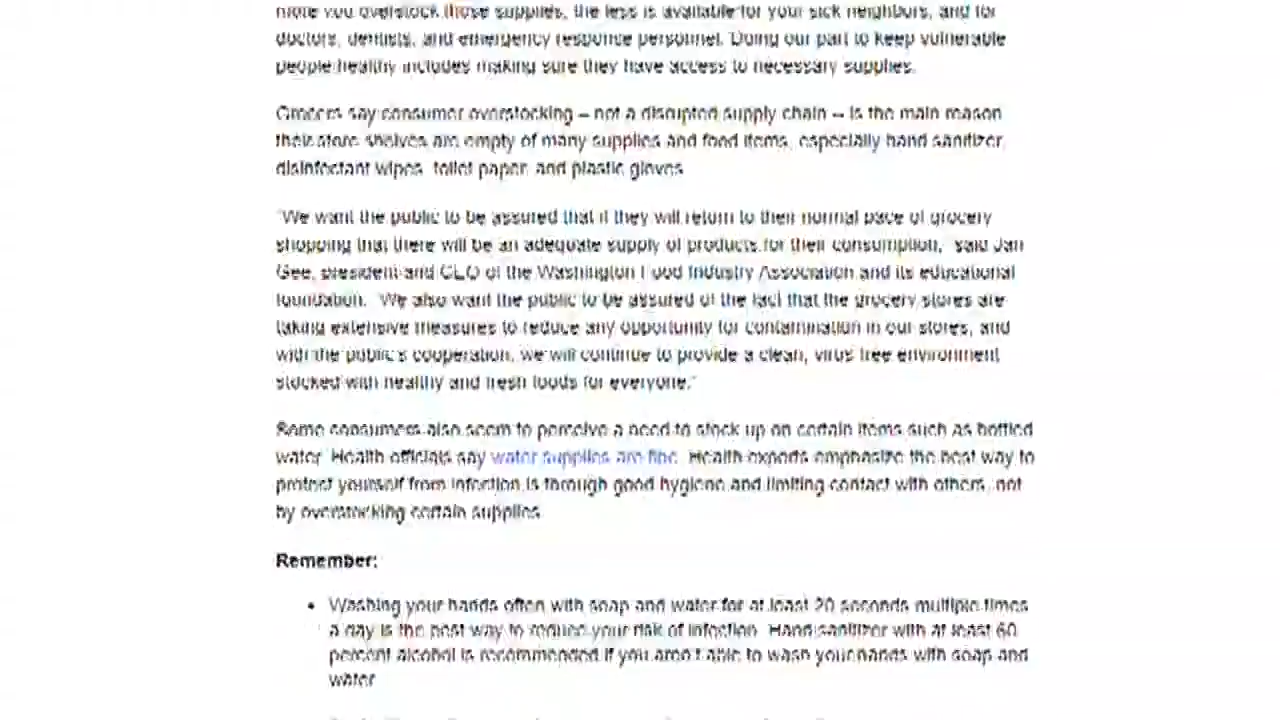 more you overstock those supplies, the less is available for your sick neighbors, and for
doctors, dentists, and emergency response personnel. Doing our part to keep vulnerable
people healthy includes making sure they have access to necessary supplies.
Grocers say consumer overstocking – not a disrupted supply chain – is the main reason
their store shelves are empty of many supplies and food items, especially hand sanitizer,
disinfectant wipes, toilet paper, and plastic gloves.
"We want the public to be assured that if they will return to their normal pace of grocery
shopping that there will be an adequate supply of products for their consumption," said Jan
Gee, president and CEO of the Washington Food Industry Association and its educational
foundation. "We also want the public to be assured of the fact that the grocery stores are
taking extensive measures to reduce any opportunity for contamination in our stores, and
with the public's cooperation, we will continue to provide a clean, virus free environment
stocked with healthy and fresh foods for everyone."
Some consumers also seem to perceive a need to stock up on certain items such as bottled
water. Health officials say water supplies are fine. Health experts emphasize the best way to
protect yourself from infection is through good hygiene and limiting contact with others, not
by overstocking certain supplies.
Remember:
• Washing your hands often with soap and water for at least 20 seconds multiple times
a day is the best way to reduce your risk of infection. Hand sanitizer with at least 60
percent alcohol is recommended if you aren't able to wash your hands with soap and
water.